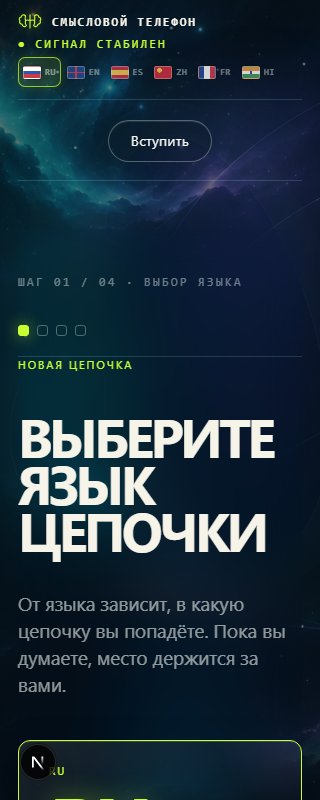 СМЫСЛОВОЙ ТЕЛЕФОН
СИГНАЛ СТАБИЛЕН
RU EN ES ZH FR HI
Вступить
ШАГ 01 / 04 · ВЫБОР ЯЗЫКА
НОВАЯ ЦЕПОЧКА
ВЫБЕРИТЕ
ЯЗЫК
ЦЕПОЧКИ
От языка зависит, в какую
цепочку вы попадёте. Пока вы
думаете, место держится за
вами.
N
RU